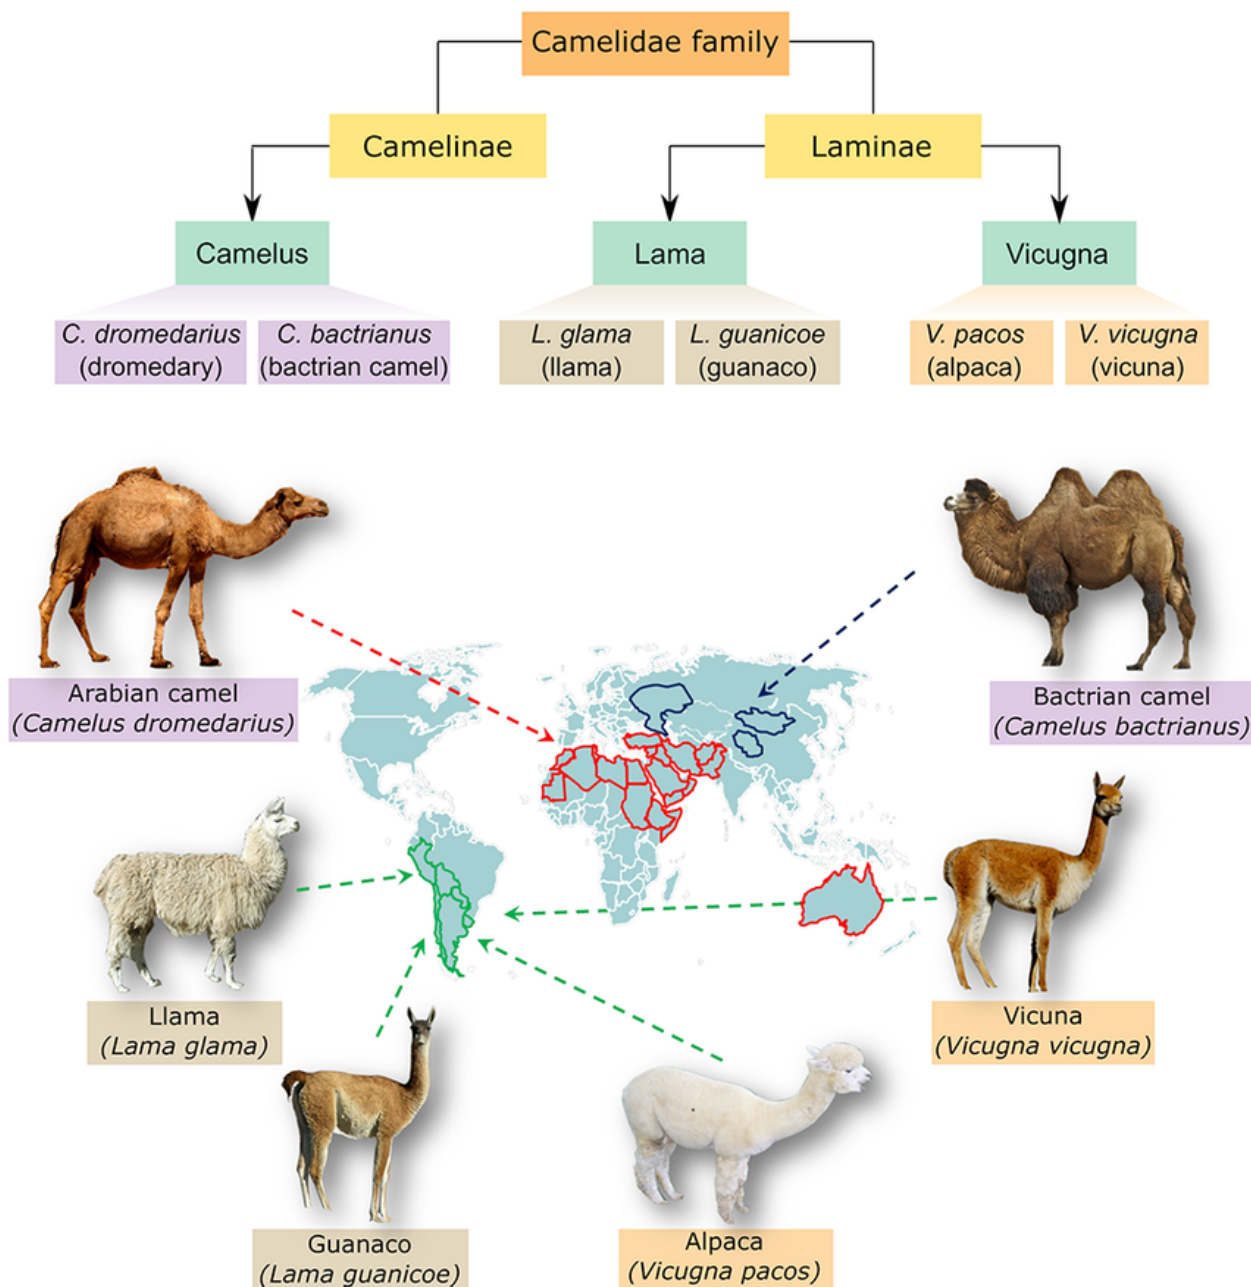 Camelidae family
Camelinae
Laminae
Camelus
Lama
Vicugna
C. dromedarius
(dromedary)
C. bactrianus
(bactrian camel)
L. glama
(llama)
L. guanicoe
(guanaco)
V. pacos
(alpaca)
V. vicugna
(vicuna)
Arabian camel
(Camelus dromedarius)
Bactrian camel
(Camelus bactrianus)
Llama
(Lama glama)
Vicuna
(Vicugna vicugna)
Guanaco
(Lama guanicoe)
Alpaca
(Vicugna pacos)